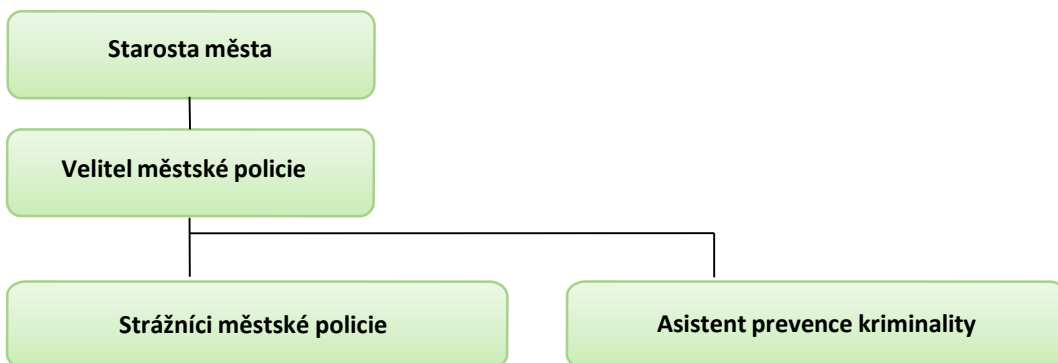 Starosta města
Velitel městské policie
Strážníci městské policie
Asistent prevence kriminality